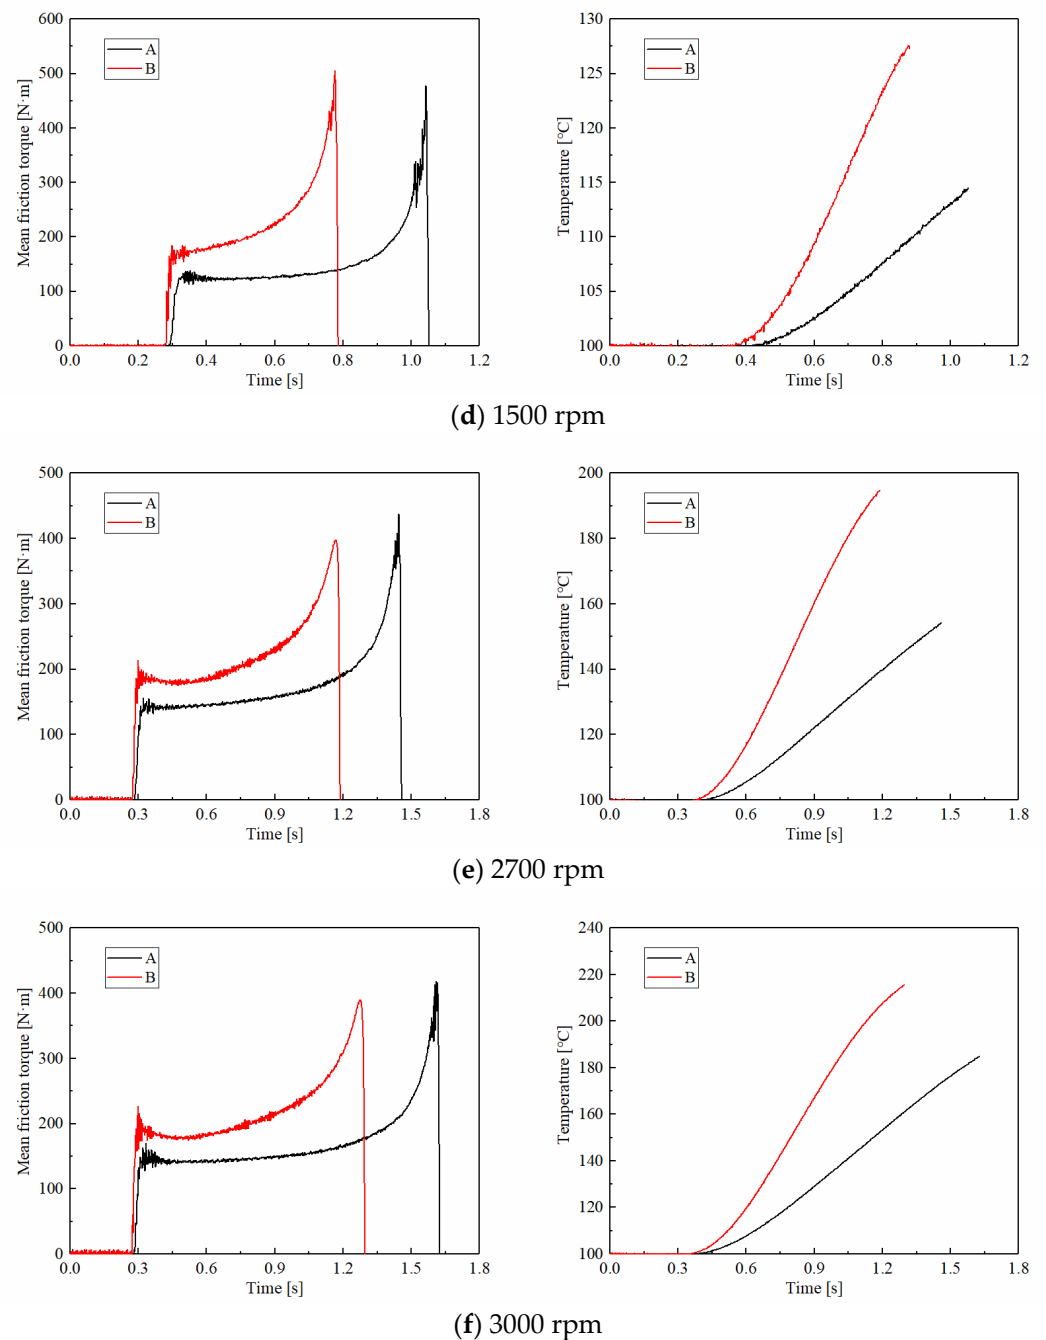 600
500
400
300
200
100
0
Mean friction torque [N·m]
A
B
0.0 0.2 0.4 0.6 0.8 1.0 1.2
Time [s]
130
125
120
115
110
105
100
Temperature [°C]
A
B
0.0 0.2 0.4 0.6 0.8 1.0 1.2
Time [s]
(d) 1500 rpm
500
400
300
200
100
0
Mean friction torque [N·m]
A
B
0.0 0.3 0.6 0.9 1.2 1.5 1.8
Time [s]
200
180
160
140
120
100
Temperature [°C]
A
B
0.0 0.3 0.6 0.9 1.2 1.5 1.8
Time [s]
(e) 2700 rpm
500
400
300
200
100
0
Mean friction torque [N·m]
A
B
0.0 0.3 0.6 0.9 1.2 1.5 1.8
Time [s]
240
220
200
180
160
140
120
100
Temperature [°C]
A
B
0.0 0.3 0.6 0.9 1.2 1.5 1.8
Time [s]
(f) 3000 rpm